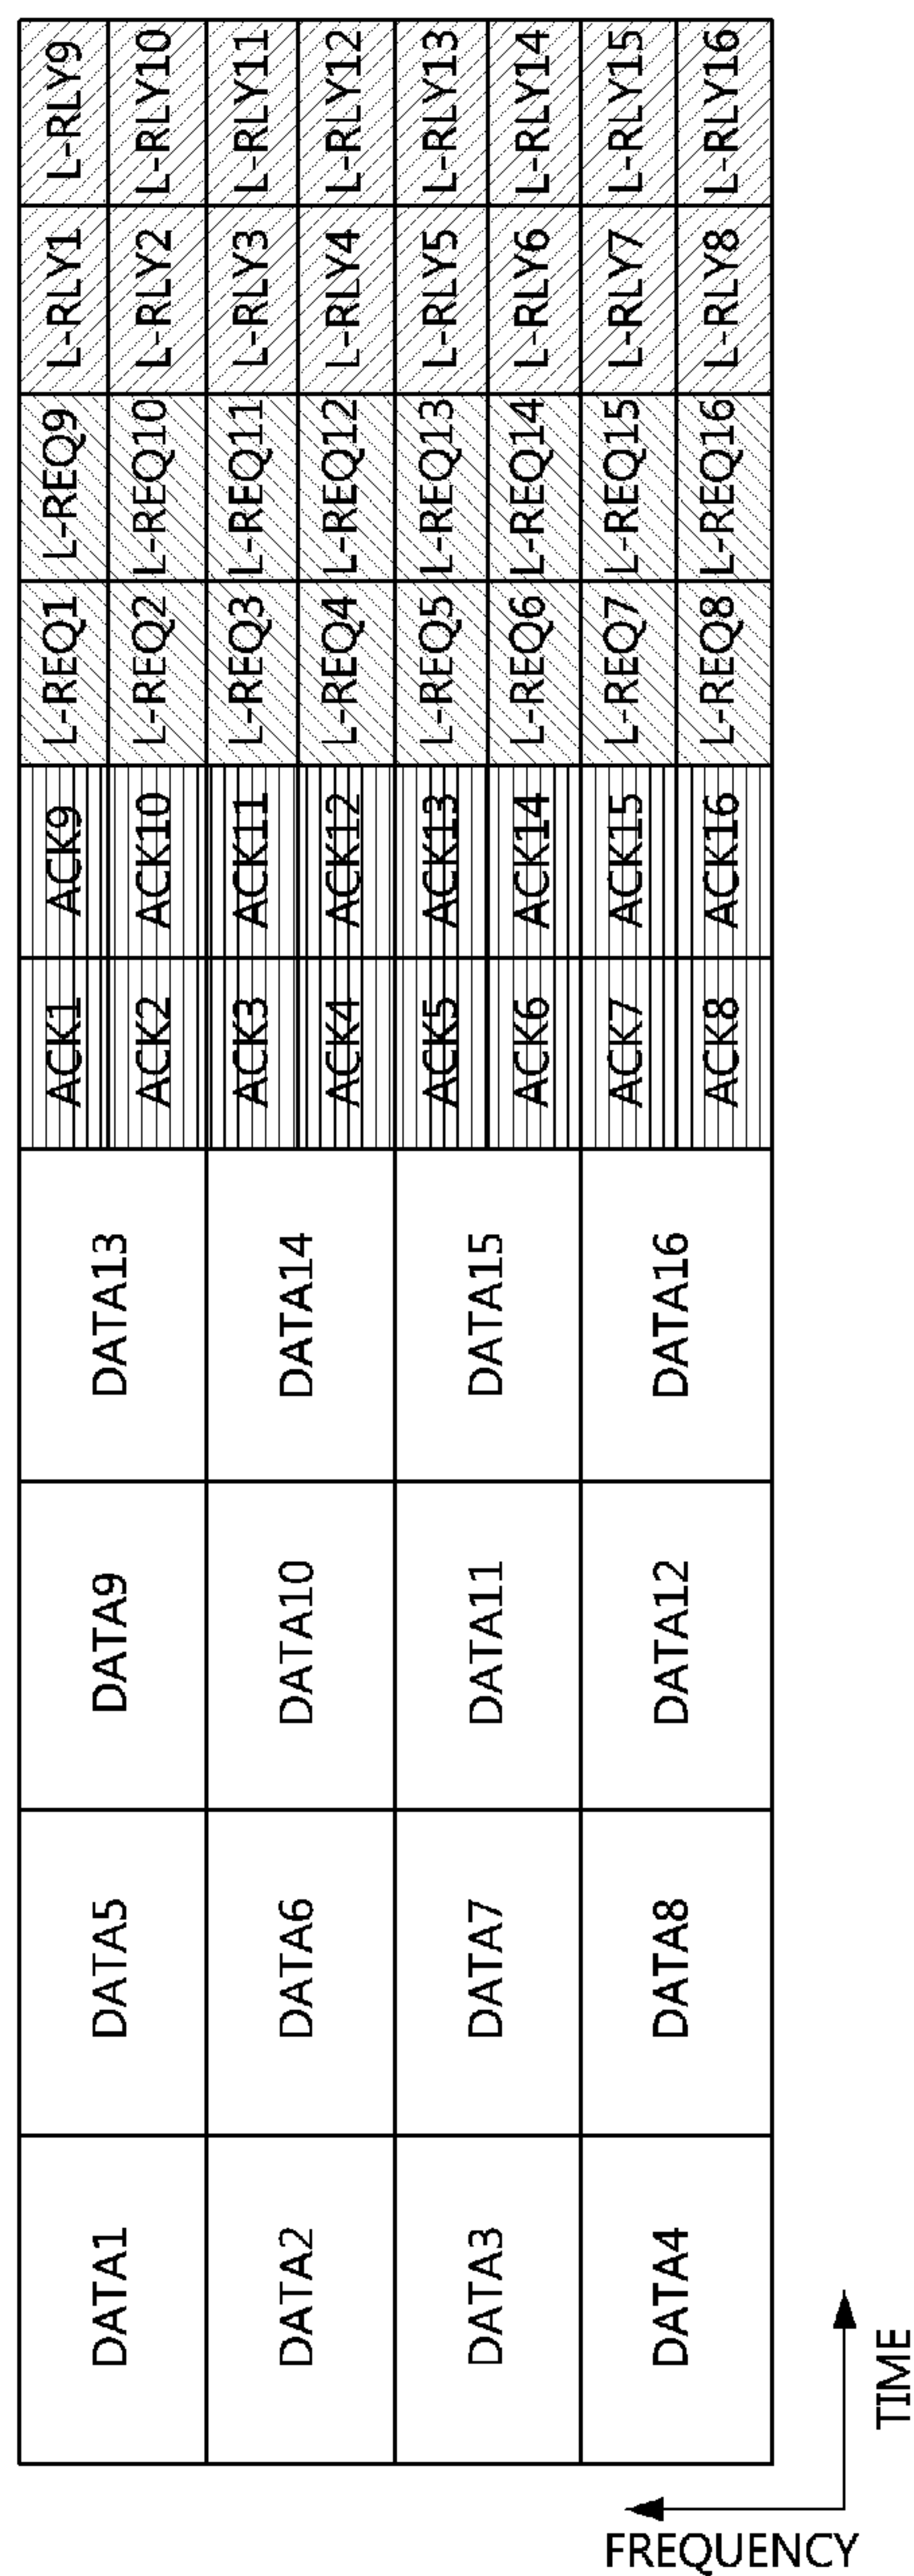 DATA1
DATA5
DATA9
DATA13
ACK1
ACK9
L-REQ1
L-REQ9
L-RLY1
L-RLY9
ACK2
ACK10
L-REQ2
L-REQ10
L-RLY2
L-RLY10
DATA2
DATA6
DATA10
DATA14
ACK3
ACK11
L-REQ3
L-REQ11
L-RLY3
L-RLY11
ACK4
ACK12
L-REQ4
L-REQ12
L-RLY4
L-RLY12
DATA3
DATA7
DATA11
DATA15
ACK5
ACK13
L-REQ5
L-REQ13
L-RLY5
L-RLY13
ACK6
ACK14
L-REQ6
L-REQ14
L-RLY6
L-RLY14
DATA4
DATA8
DATA12
DATA16
ACK7
ACK15
L-REQ7
L-REQ15
L-RLY7
L-RLY15
ACK8
ACK16
L-REQ8
L-REQ16
L-RLY8
L-RLY16
FREQUENCY
TIME